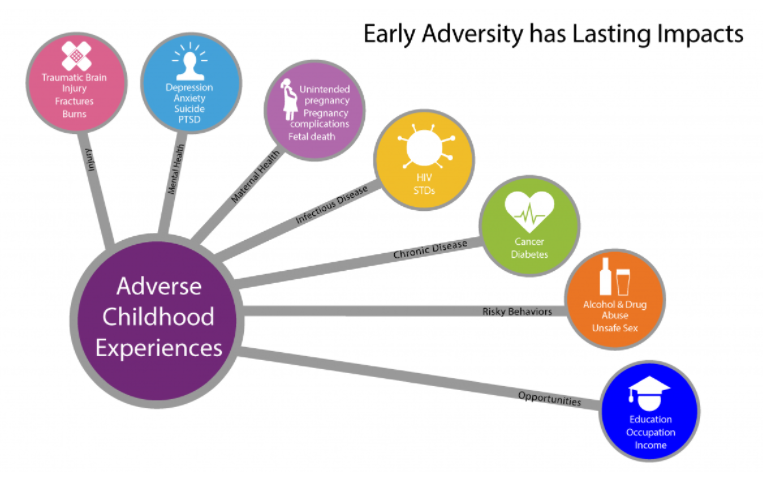 Early Adversity has Lasting Impacts
Traumatic Brain
Injury
Fractures
Burns
Injury
Depression
Anxiety
Suicide
PTSD
Mental Health
Unintended
pregnancy
Pregnancy
complications
Fetal death
Maternal Health
HIV
STDs
Infectious Disease
Cancer
Diabetes
Chronic Disease
Alcohol & Drug
Abuse
Unsafe Sex
Risky Behaviors
Education
Occupation
Income
Opportunities
Adverse
Childhood
Experiences